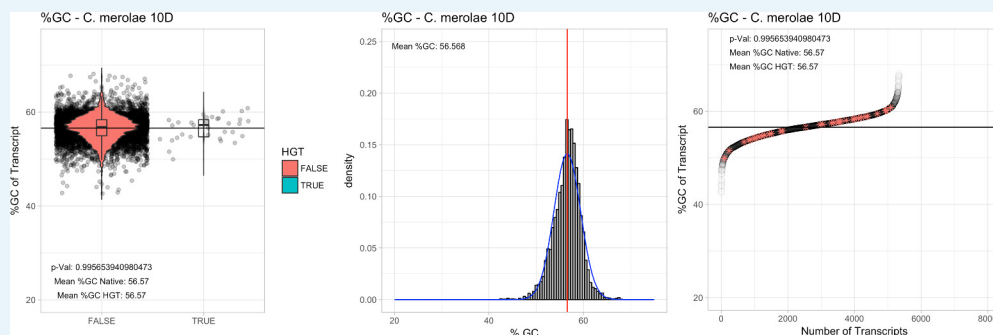 %GC - C. merolae 10D
%GC of Transcript
60
40
20
p-Val: 0.995653940980473
Mean %GC Native: 56.57
Mean %GC HGT: 56.57
FALSE
TRUE
HGT
FALSE
TRUE
%GC - C. merolae 10D
Mean %GC: 56.568
density
0.25
0.20
0.15
0.10
0.05
0.00
20
40
60
% GC
%GC - C. merolae 10D
p-Val: 0.995653940980473
Mean %GC Native: 56.57
Mean %GC HGT: 56.57
%GC of Transcript
60
40
20
0
2000
4000
6000
Number of Transcripts